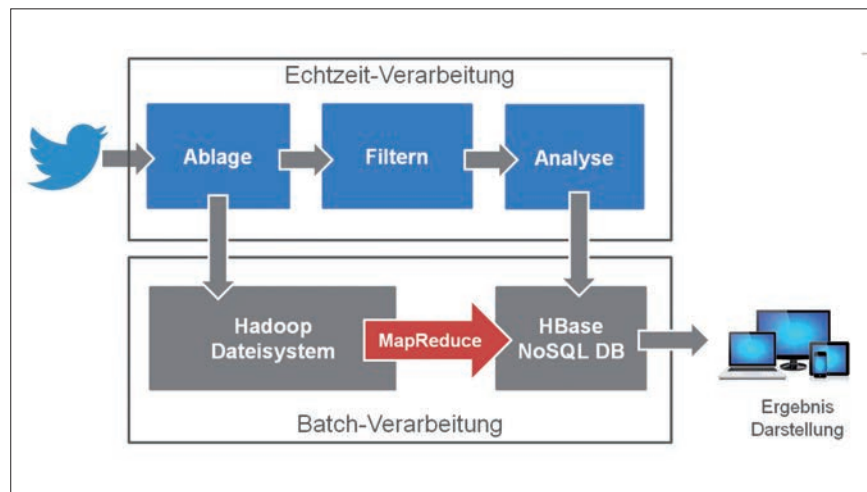 Echtzeit-Verarbeitung
Ablage
Filtern
Analyse
Hadoop
Dateisystem
MapReduce
HBase
NoSQL DB
Batch-Verarbeitung
Ergebnis
Darstellung